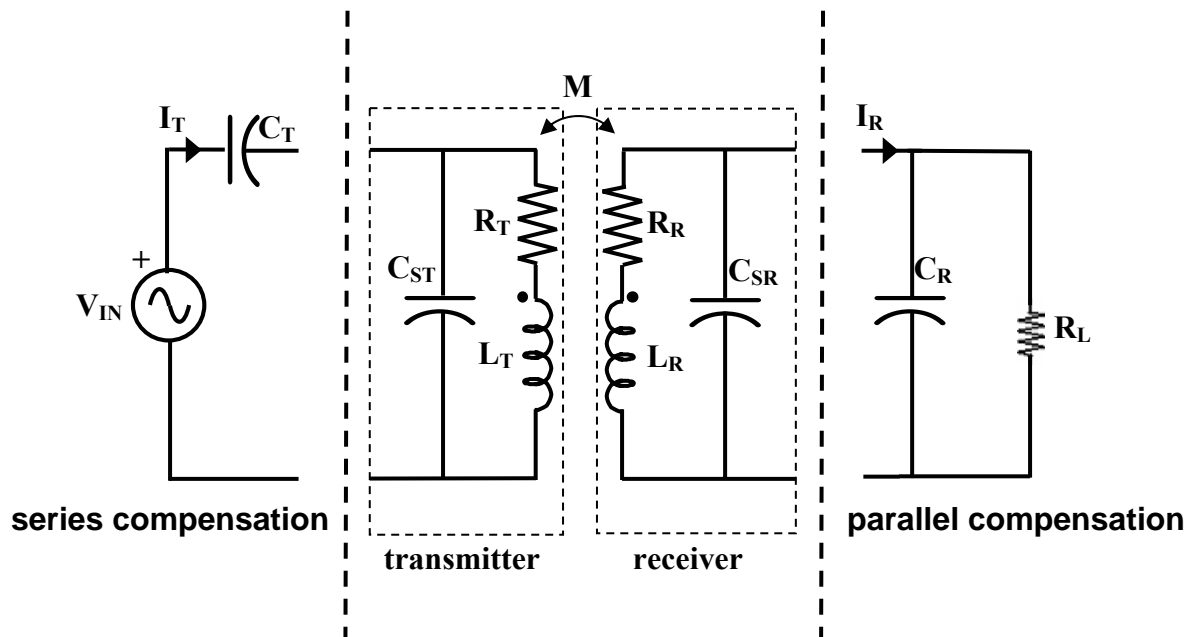 M
I_T
C_T
I_R
R_T
R_R
C_ST
C_SR
C_R
+
V_IN
L_T
L_R
R_L
series compensation
parallel compensation
transmitter
receiver